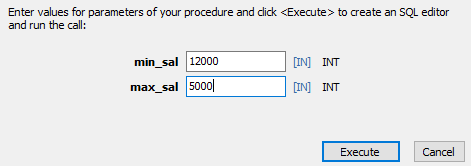 Enter values for parameters of your procedure and click <Execute> to create an SQL editor
and run the call:
min_sal 12000 [IN] INT
max_sal 5000 [IN] INT
Execute Cancel